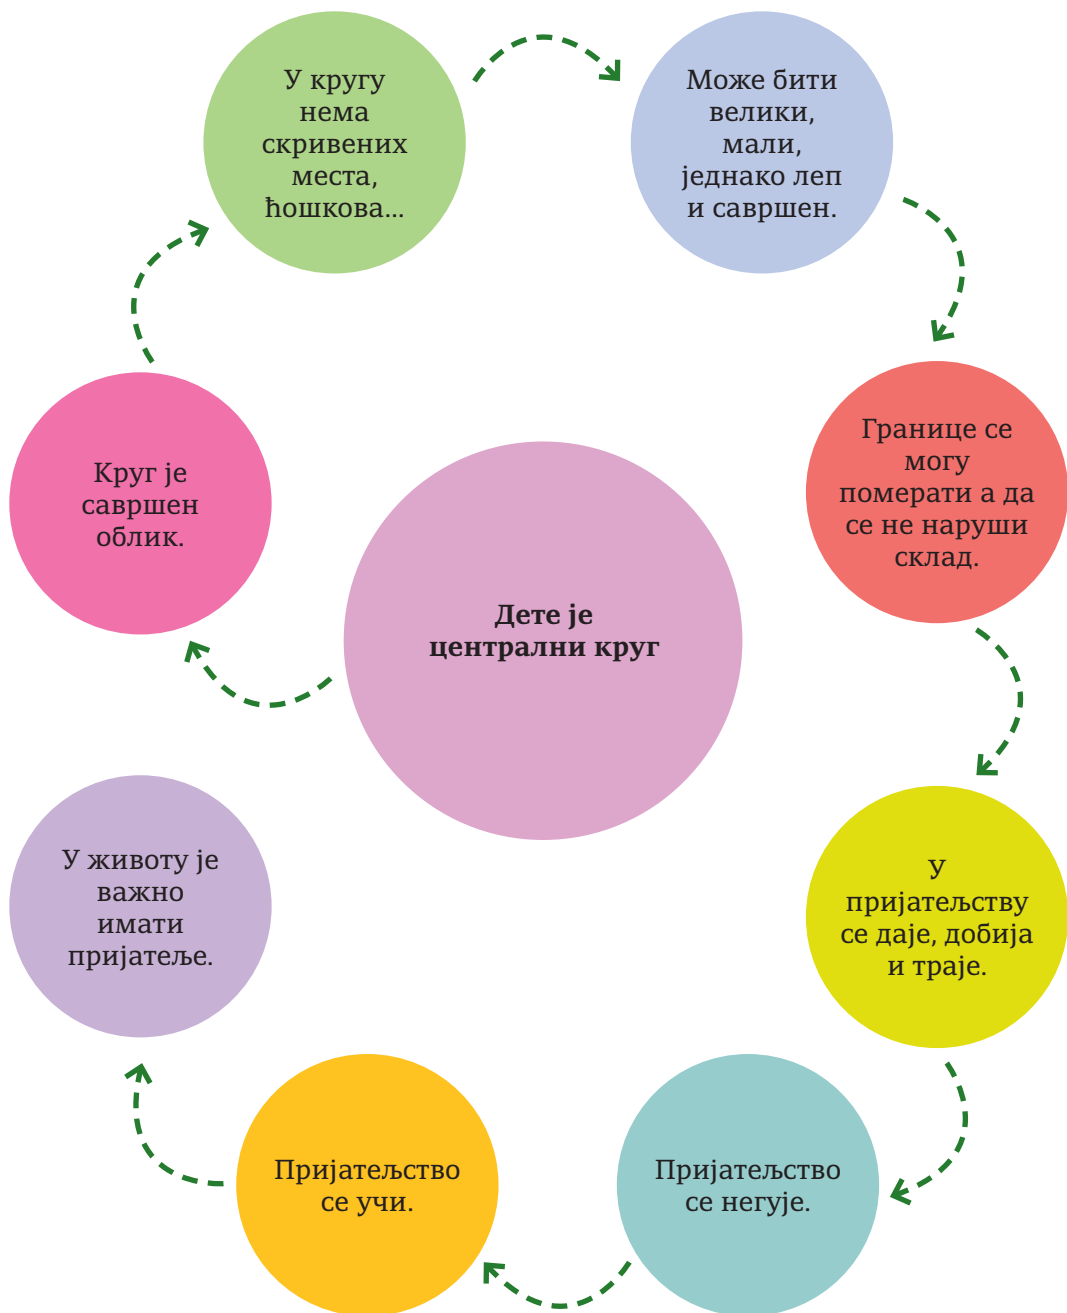 Дете је
централни круг
Круг је
савршен
облик.
У кругу
нема
скривених
места,
ћошкова...
Може бити
велики,
мали,
једнако леп
и савршен.
Границе се
могу
померати а да
се не наруши
склад.
У
пријатељству
се даје, добија
и траје.
Пријатељство
се негује.
Пријатељство
се учи.
У животу је
важно
имати
пријатеље.